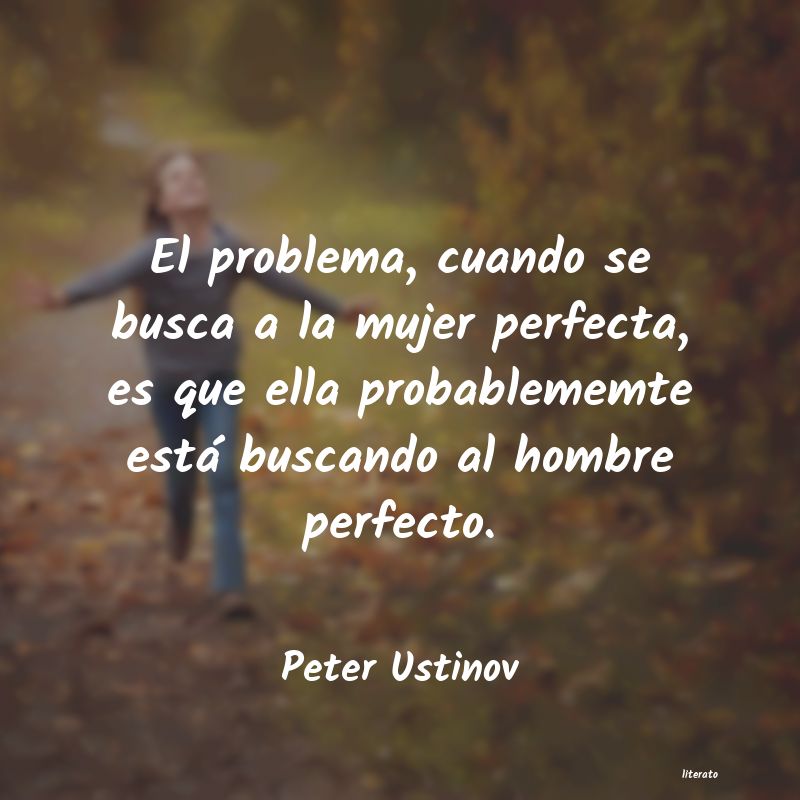 El problema, cuando se
busca a la mujer perfecta,
es que ella probablememte
está buscando al hombre
perfecto.
Peter Ustinov
literato